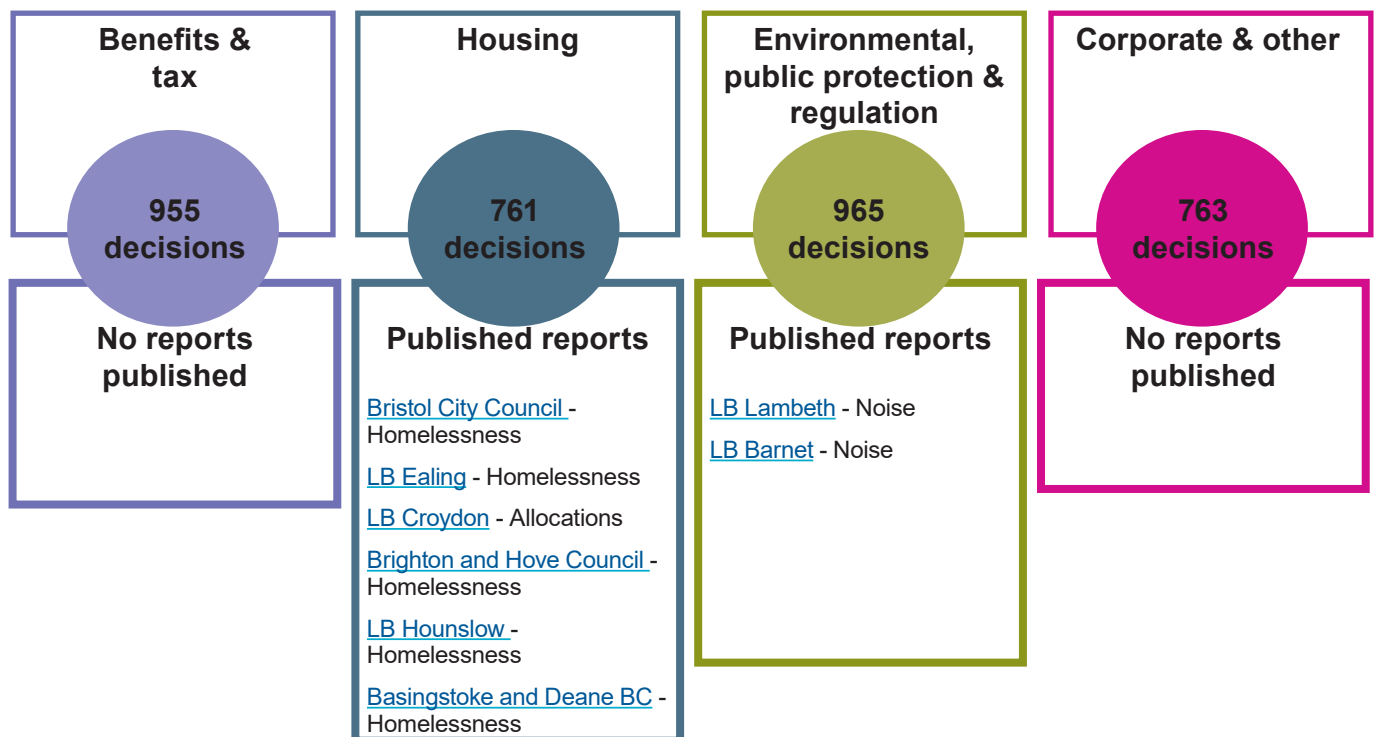 Benefits &
tax
955
decisions
No reports
published
Housing
761
decisions
Published reports
Bristol City Council -
Homelessness
LB Ealing - Homelessness
LB Croydon - Allocations
Brighton and Hove Council -
Homelessness
LB Hounslow -
Homelessness
Basingstoke and Deane BC -
Homelessness
Environmental,
public protection &
regulation
965
decisions
Published reports
LB Lambeth - Noise
LB Barnet - Noise
Corporate & other
763
decisions
No reports
published